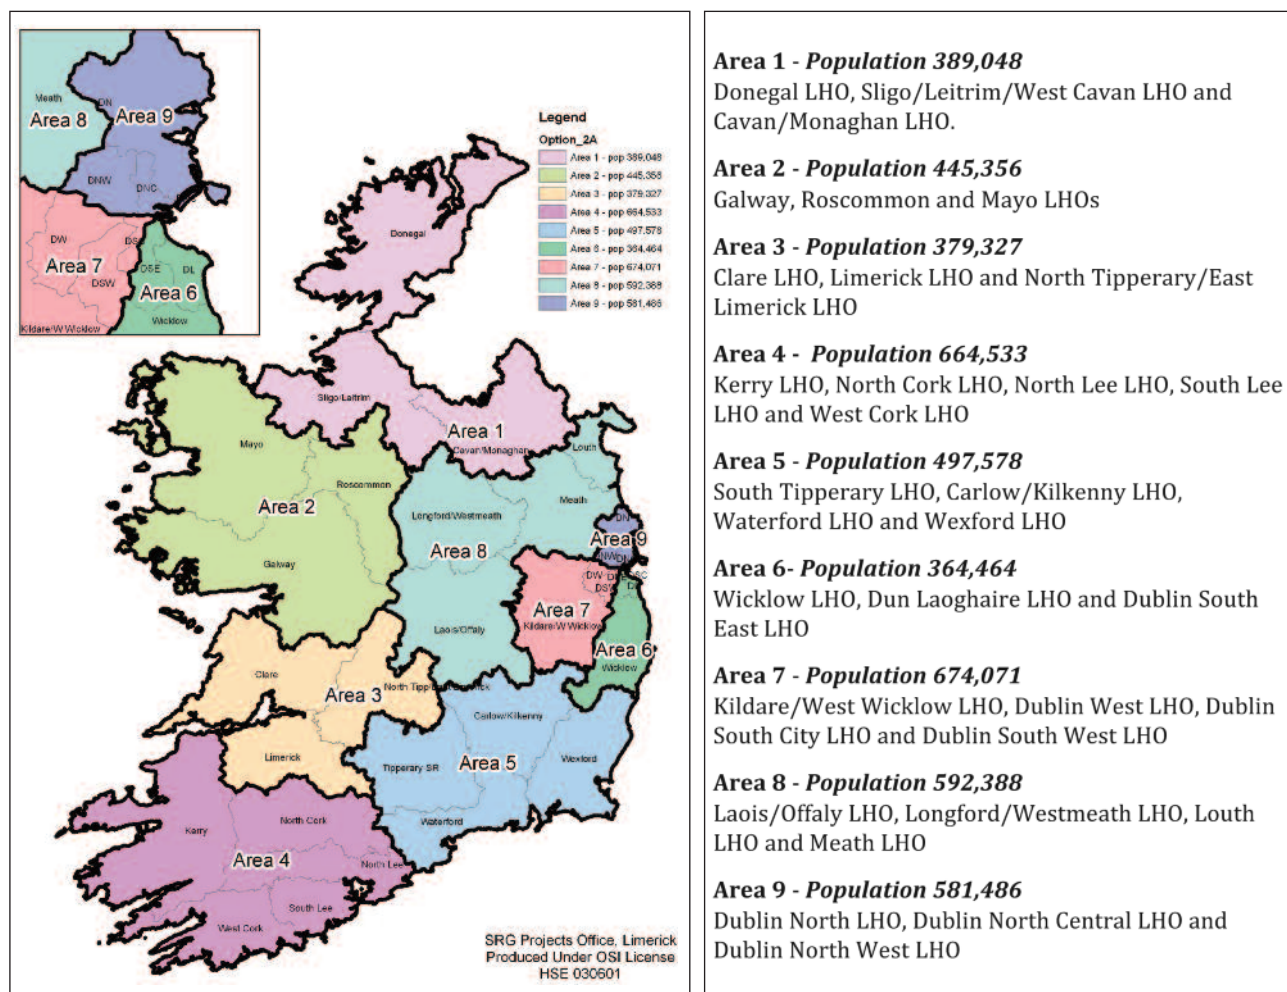 Meath
DN
Area 8
Area 9
DNW
DNC
DW
Area 7
DSW
DSE
DL
Area 6
Kildare/W Wicklow
Wicklow
Legend
Option_2A
Area 1 - pop 389,048
Area 2 - pop 445,356
Area 3 - pop 379,327
Area 4 - pop 664,533
Area 5 - pop 497,578
Area 6 - pop 364,464
Area 7 - pop 674,071
Area 8 - pop 592,388
Area 9 - pop 581,486
Donegal
Sligo/Leitrim
Area 1
Cavan/Monaghan
Louth
Mayo
Roscommon
Area 2
Galway
Meath
Longford/Westmeath
Area 8
DN
Area 9
DW
Area 7
Kildare/W Wicklow
Laois/Offaly
Area 6
Wicklow
Clare
Area 3
North Tipp/
Carlow/Kilkenny
Limerick
Tipperary SR
Area 5
Wexford
Waterford
Kerry
North Cork
Area 4
North Lee
South Lee
West Cork
SRG Projects Office, Limerick
Produced Under OSI License
HSE 030601
Area 1 - Population 389,048
Donegal LHO, Sligo/Leitrim/West Cavan LHO and
Cavan/Monaghan LHO.
Area 2 - Population 445,356
Galway, Roscommon and Mayo LHOs
Area 3 - Population 379,327
Clare LHO, Limerick LHO and North Tipperary/East
Limerick LHO
Area 4 - Population 664,533
Kerry LHO, North Cork LHO, North Lee LHO, South Lee
LHO and West Cork LHO
Area 5 - Population 497,578
South Tipperary LHO, Carlow/Kilkenny LHO,
Waterford LHO and Wexford LHO
Area 6- Population 364,464
Wicklow LHO, Dun Laoghaire LHO and Dublin South
East LHO
Area 7 - Population 674,071
Kildare/West Wicklow LHO, Dublin West LHO, Dublin
South City LHO and Dublin South West LHO
Area 8 - Population 592,388
Laois/Offaly LHO, Longford/Westmeath LHO, Louth
LHO and Meath LHO
Area 9 - Population 581,486
Dublin North LHO, Dublin North Central LHO and
Dublin North West LHO